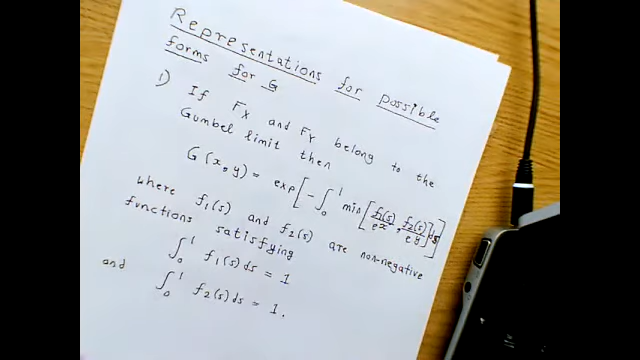 Representations for possible
forms for G
1) If F_X and F_Y belong to the
Gumbel limit then
G(x,y) = exp[-∫_0^1 min[f_1(s)/e^x, f_2(s)/e^y]ds]
where f_1(s) and f_2(s) are non-negative
functions satisfying
∫_0^1 f_1(s)ds = 1
and ∫_0^1 f_2(s)ds = 1.